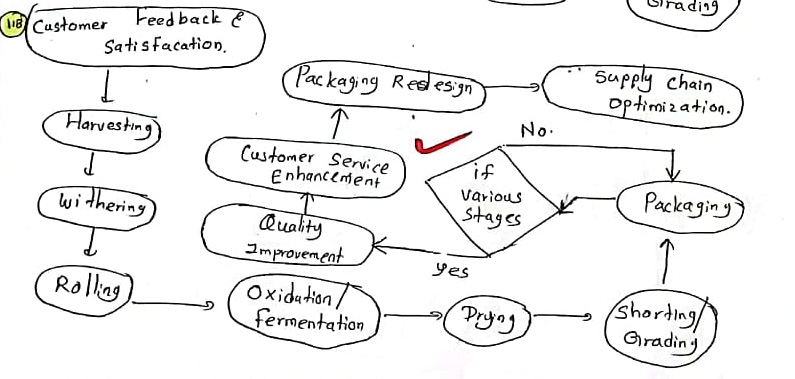 118
Customer Feedback &
Satisfacation.
Grading
Harvesting
Withering
Rolling
Oxidation/
fermentation
Drying
Shorting/
Grading
Packaging
if
various
stages
No.
Yes
Quality
Improvement
Customer Service
Enhancement
Packaging Redesign
Supply Chain
Optimization.